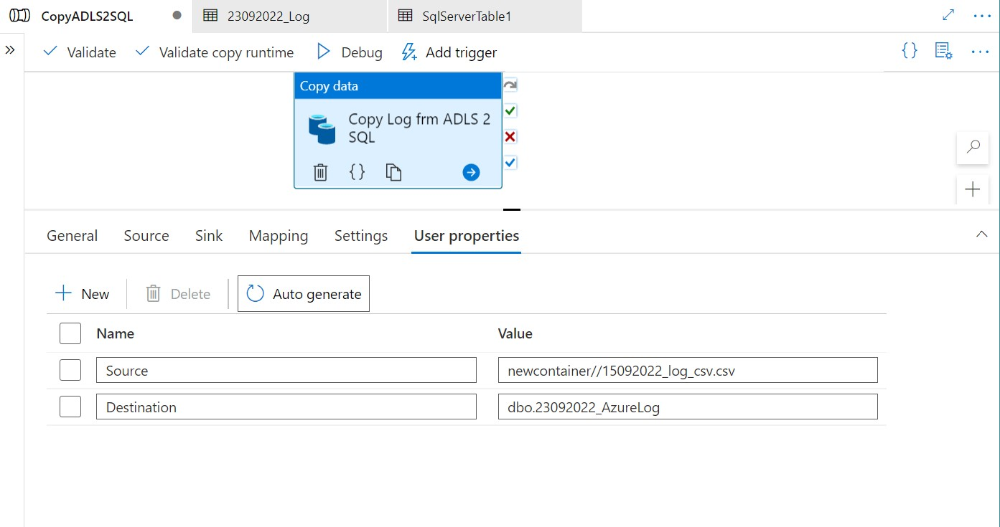 CopyADLS2SQL
23092022_Log
SqlServerTable1
Validate
Validate copy runtime
Debug
Add trigger
Copy data
Copy Log frm ADLS 2
SQL
General
Source
Sink
Mapping
Settings
User properties
New
Delete
Auto generate
Name
Value
Source
newcontainer//15092022_log_csv.csv
Destination
dbo.23092022_AzureLog